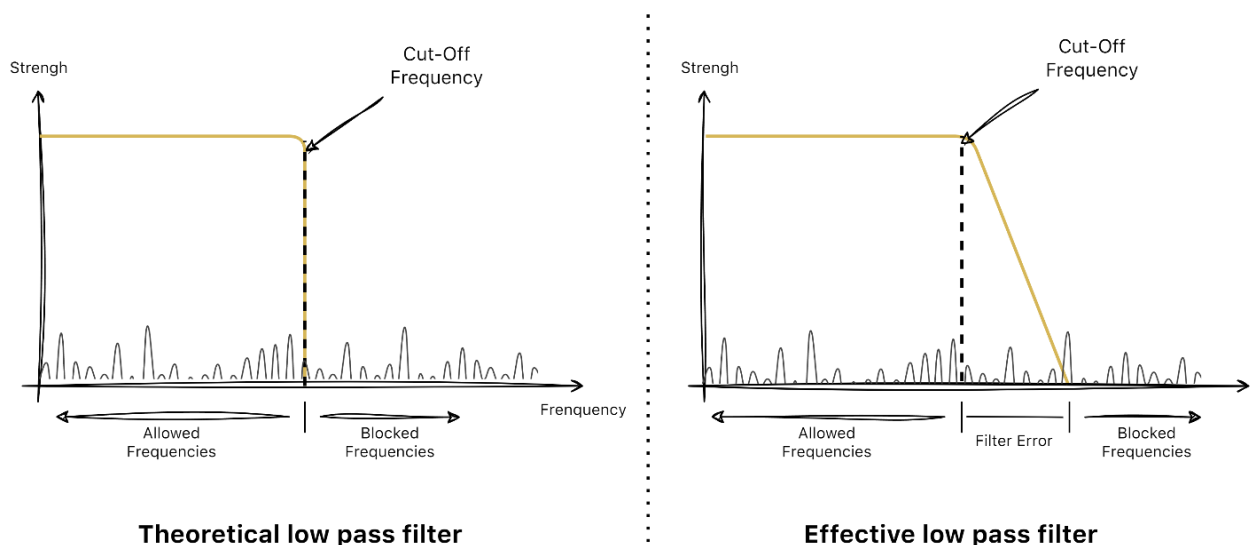 Strengh
Cut-Off
Frequency
Frenquency
Allowed
Frequencies
Blocked
Frequencies
Theoretical low pass filter
Strengh
Cut-Off
Frequency
Allowed
Frequencies
Filter Error
Blocked
Frequencies
Effective low pass filter